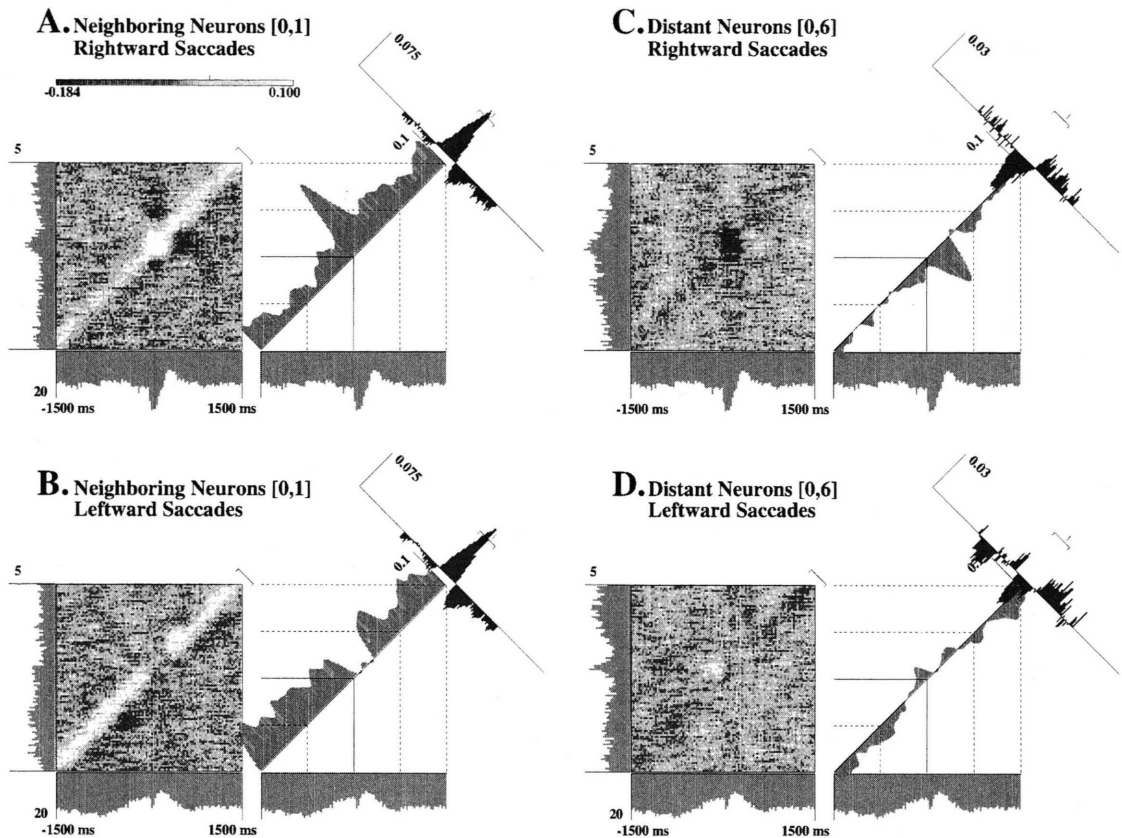 A. Neighboring Neurons [0,1]
Rightward Saccades
-0.184 0.100
5
20
-1500 ms 1500 ms
0.1
0.075
C. Distant Neurons [0,6]
Rightward Saccades
5
20
-1500 ms 1500 ms
0.1
0.03
B. Neighboring Neurons [0,1]
Leftward Saccades
5
20
-1500 ms 1500 ms
0.1
0.075
D. Distant Neurons [0,6]
Leftward Saccades
5
20
-1500 ms 1500 ms
0.03